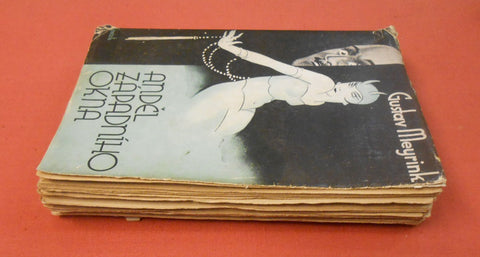 Gustav Meyrink
ANDĚL
ZÁPADNÍHO
OKNA